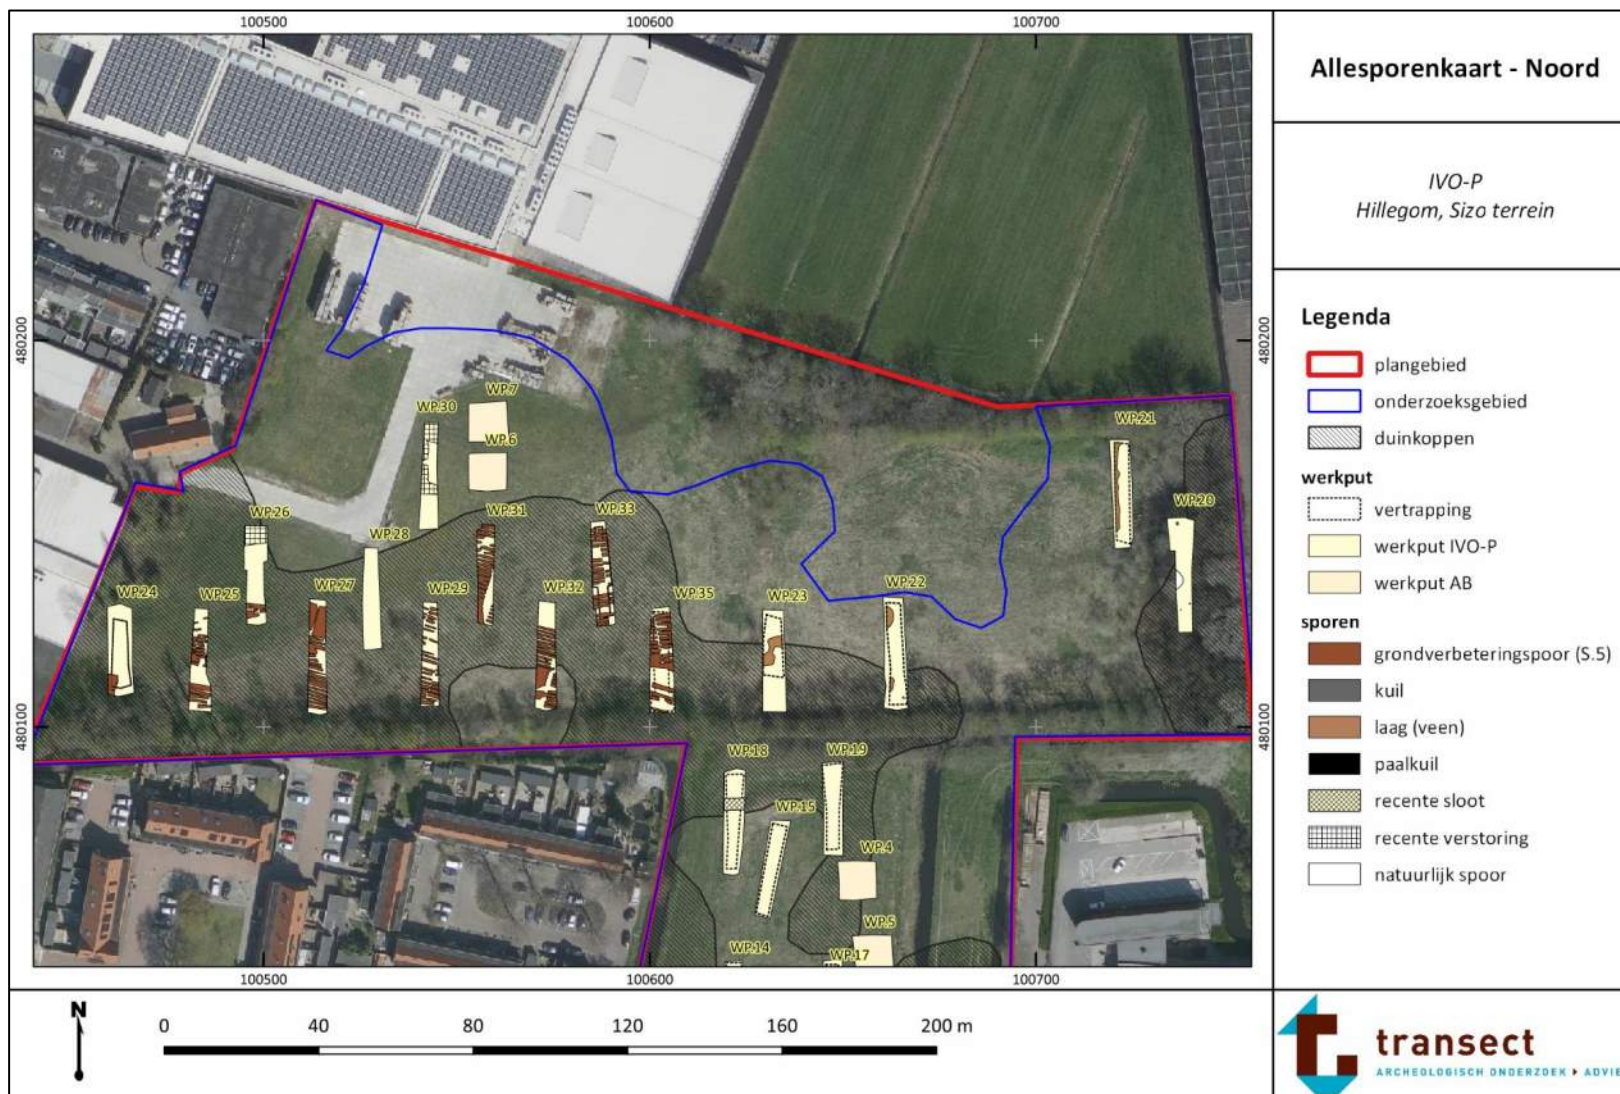 100500
100600
100700
480200
480100
480200
480100
WP.7
WP.30
WP.6
WP.21
WP.20
WP.26
WP.31
WP.33
WP.28
WP.24
WP.25
WP.27
WP.29
WP.32
WP.35
WP.23
WP.22
WP.18
WP.19
WP.15
WP.4
WP.5
WP.14
WP.17
100500
100600
100700
N
0
40
80
120
160
200 m
Allesporenkaart - Noord
IVO-P
Hillegom, Sizo terrein
Legenda
plangebied
onderzoeksgebied
duinkoppen
werkput
vertrapping
werkput IVO-P
werkput AB
sporen
grondverbeteringspoor (S.5)
kuil
laag (veen)
paalkuil
recente sloot
recente verstoring
natuurlijk spoor
transect
ARCHEOLOGISCH ONDERZOEK ▸ ADVIE